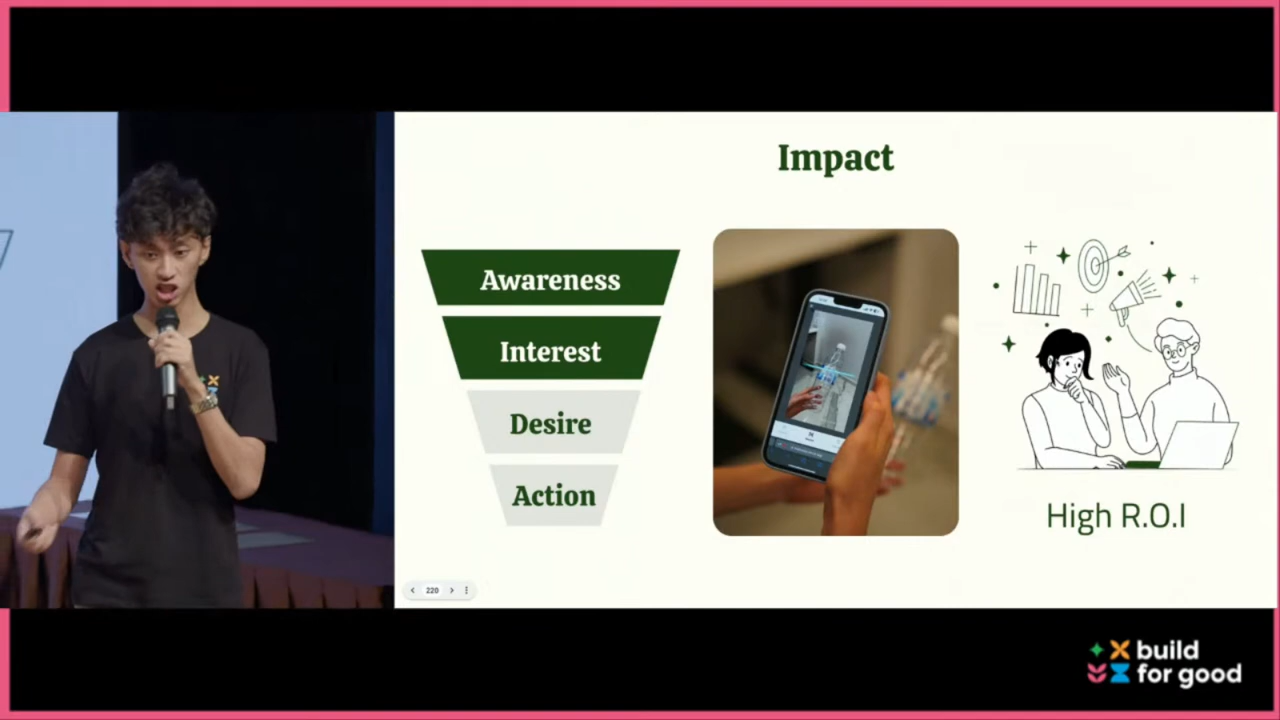 Impact
Awareness
Interest
Desire
Action
High R.O.I
220
build
for good